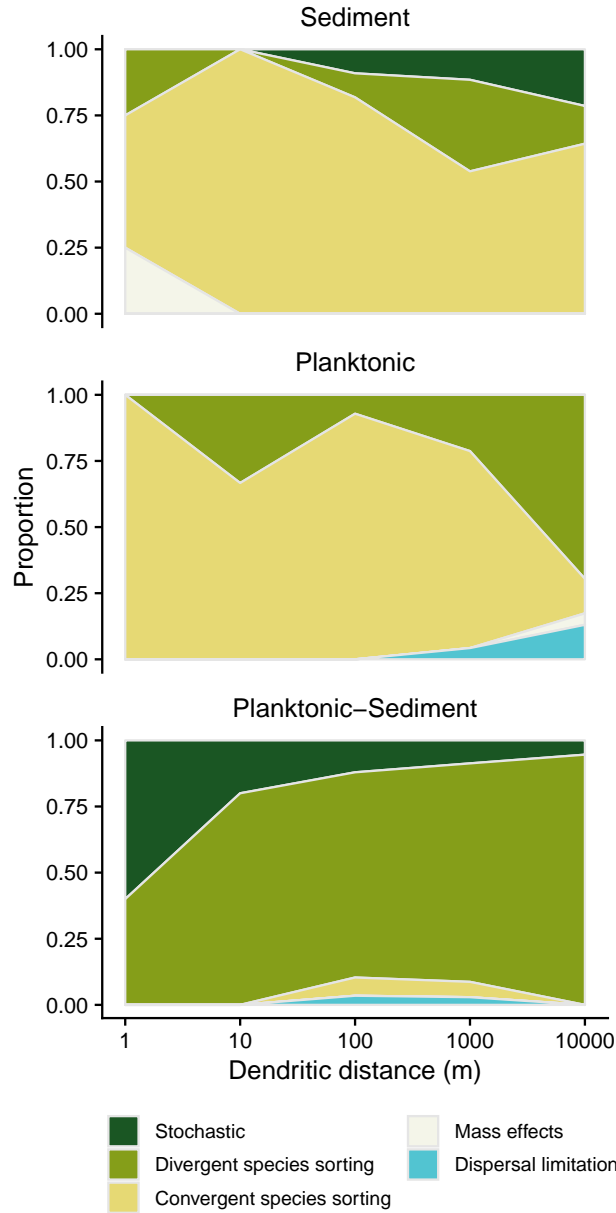 Sediment
1.00
0.75
0.50
0.25
0.00
Planktonic
1.00
0.75
0.50
0.25
0.00
Proportion
Planktonic−Sediment
1.00
0.75
0.50
0.25
0.00
1 10 100 1000 10000
Dendritic distance (m)
Stochastic
Divergent species sorting
Convergent species sorting
Mass effects
Dispersal limitation